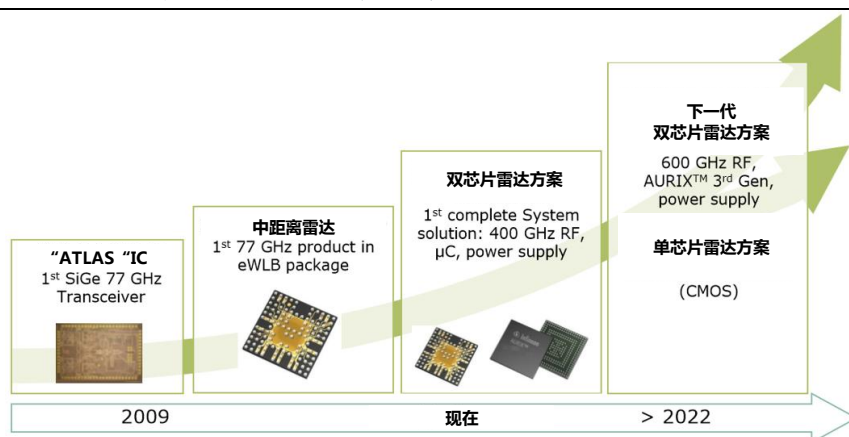 "ATLAS "IC
1st SiGe 77 GHz
Transceiver
中距离雷达
1st 77 GHz product in
eWLB package
双芯片雷达方案
1st complete System
solution: 400 GHz RF,
μC, power supply
下一代
双芯片雷达方案
600 GHz RF,
AURIX™ 3rd Gen,
power supply
单芯片雷达方案
(CMOS)
Infineon
2009
现在
> 2022